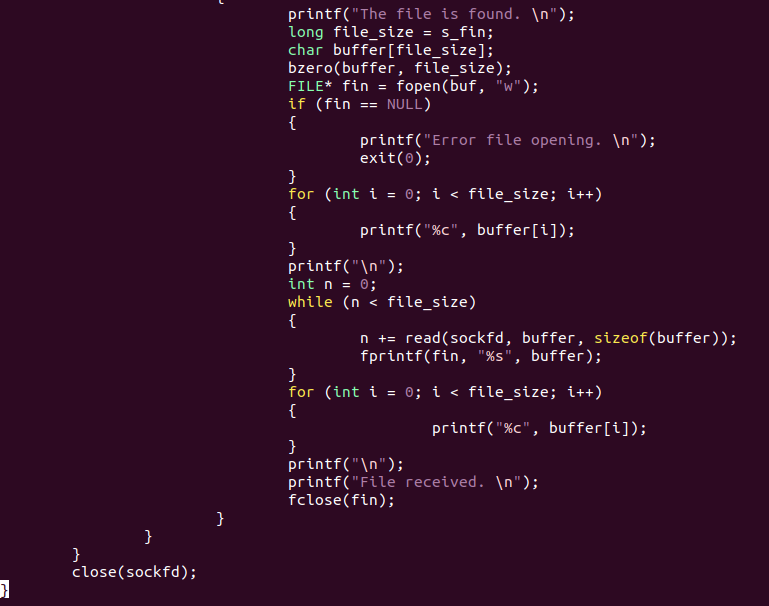 {
printf("The file is found. \n");
long file_size = s_fin;
char buffer[file_size];
bzero(buffer, file_size);
FILE* fin = fopen(buf, "w");
if (fin == NULL)
{
printf("Error file opening. \n");
exit(0);
}
for (int i = 0; i < file_size; i++)
{
printf("%c", buffer[i]);
}
printf("\n");
int n = 0;
while (n < file_size)
{
n += read(sockfd, buffer, sizeof(buffer));
fprintf(fin, "%s", buffer);
}
for (int i = 0; i < file_size; i++)
{
printf("%c", buffer[i]);
}
printf("\n");
printf("File received. \n");
fclose(fin);
}
}
}
close(sockfd);
}